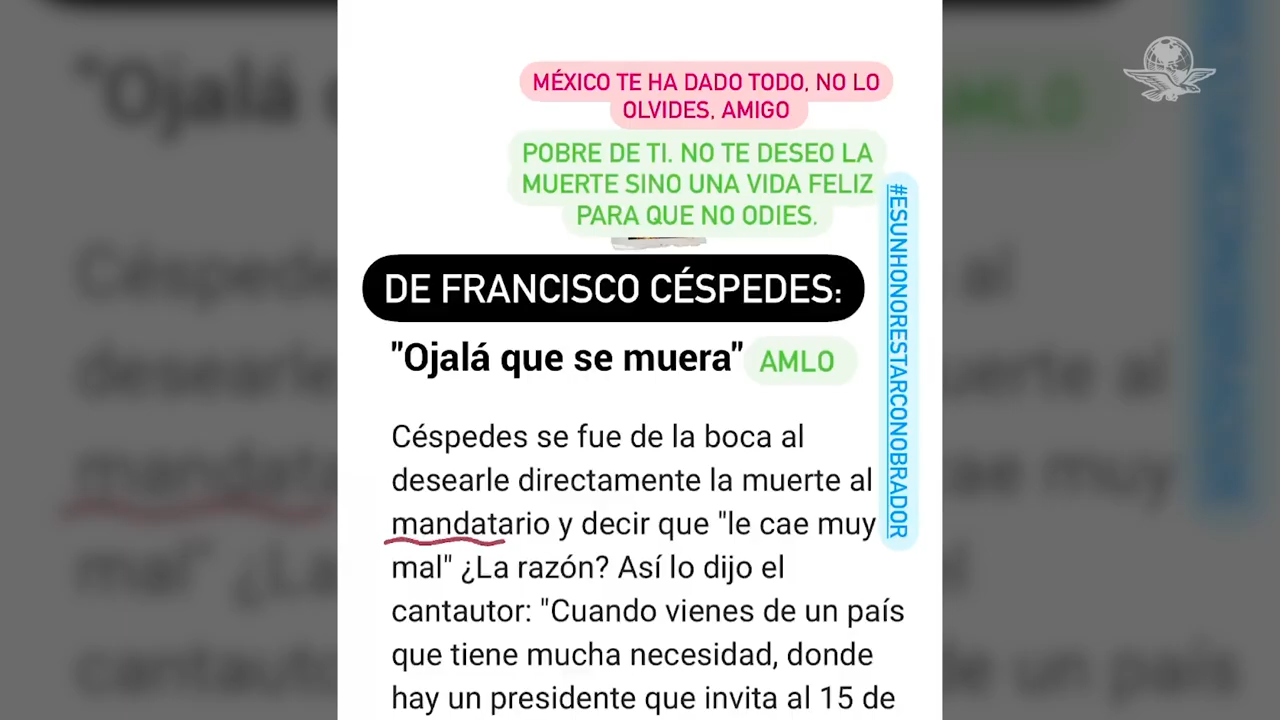 MÉXICO TE HA DADO TODO, NO LO
OLVIDES, AMIGO
POBRE DE TI. NO TE DESEO LA
MUERTE SINO UNA VIDA FELIZ
PARA QUE NO ODIES.
#ESUNHONORESTARCONOBRADOR
DE FRANCISCO CÉSPEDES:
"Ojalá que se muera" AMLO
Céspedes se fue de la boca al
desearle directamente la muerte al
mandatario y decir que "le cae muy
mal" ¿La razón? Así lo dijo el
cantautor: "Cuando vienes de un país
que tiene mucha necesidad, donde
hay un presidente que invita al 15 de